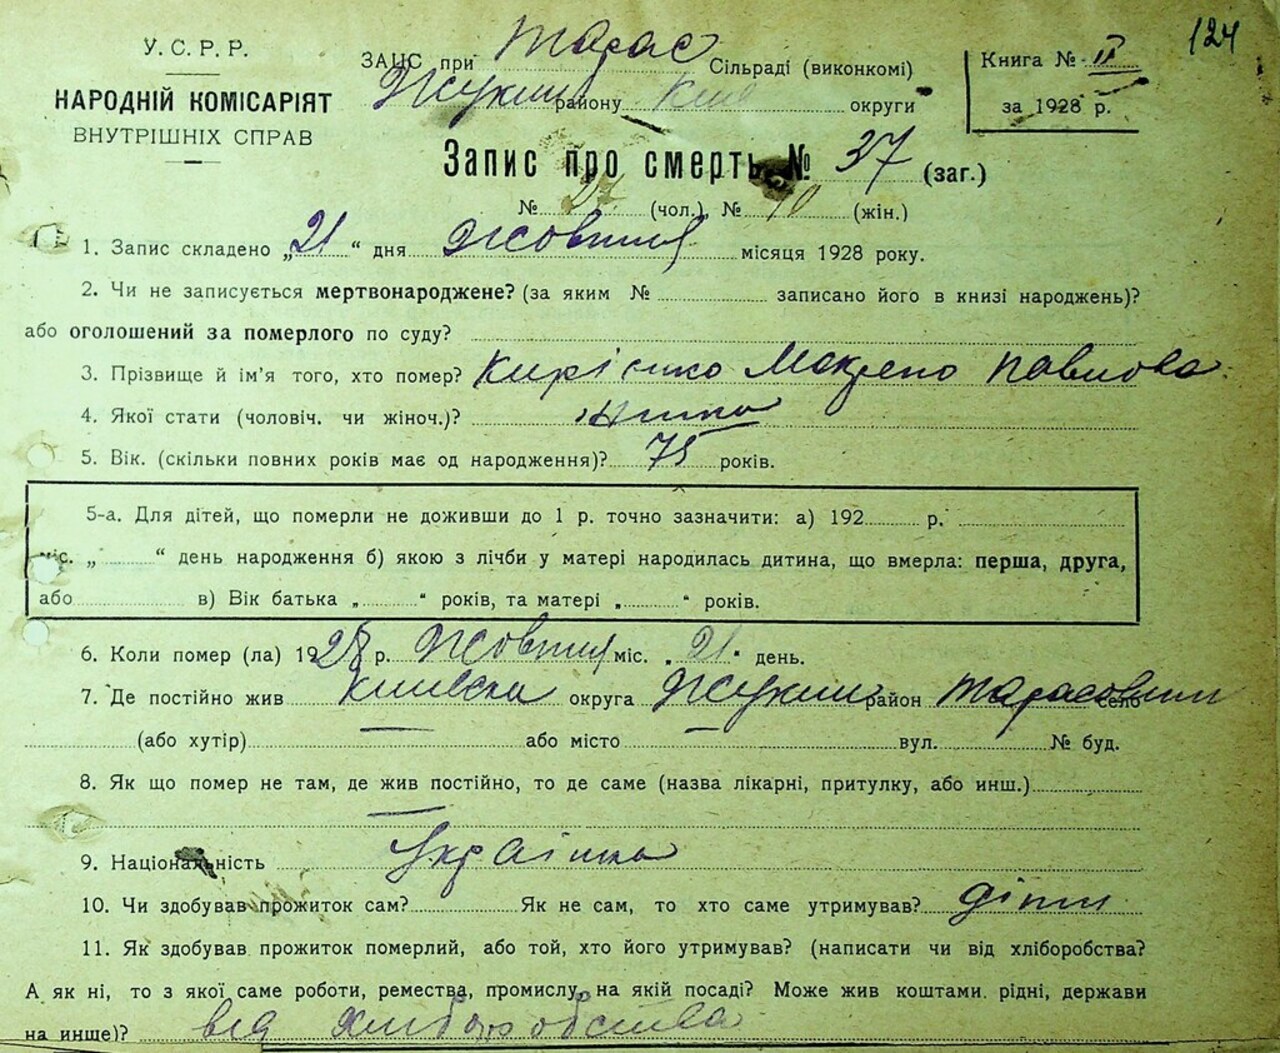 124
У.С.Р.Р.
НАРОДНІЙ КОМІСАРІЯТ
ВНУТРІШНІХ СПРАВ
ЗАЦС при Тарас Сільраді (виконкомі)
Жукин району Київ округи
Книга № II
за 1928 р.
Запис про смерть № 37 (заг.)
№ 27 (чол.), № 10 (жін.)
1. Запис складено „21“ дня Жовтня місяця 1928 року.
2. Чи не записується мертвонароджене? (за яким № записано його в книзі народжень)?
або оголошений за померлого по суду?
3. Прізвище й ім'я того, хто помер? Павлова
4. Якої стати (чоловіч. чи жіноч.)?
5. Вік. (скільки повних років має од народження)? 75 років.
5-а. Для дітей, що померли не доживши до 1 р. точно зазначити: а) 192 р.
міс. „ “ день народження б) якою з лічби у матері народилась дитина, що вмерла: перша, друга,
або в) Вік батька „ “ років, та матері „ “ років.
6. Коли помер (ла) 1928 р. Жовтня міс. „21“ день.
7. Де постійно жив Київска округа Жукин район Тарасовичи село
(або хутір) або місто вул. № буд.
8. Як що помер не там, де жив постійно, то де саме (назва лікарні, притулку, або инш.)
9. Національність Українка
10. Чи здобував прожиток сам? Як не сам, то хто саме утримував? діти
11. Як здобував прожиток померлий, або той, хто його утримував? (написати чи від хліборобства?
А як ні, то з якої саме роботи, ремества, промислу, на якій посаді? Може жив коштами рідні, держави
на инше)? від хліборобства